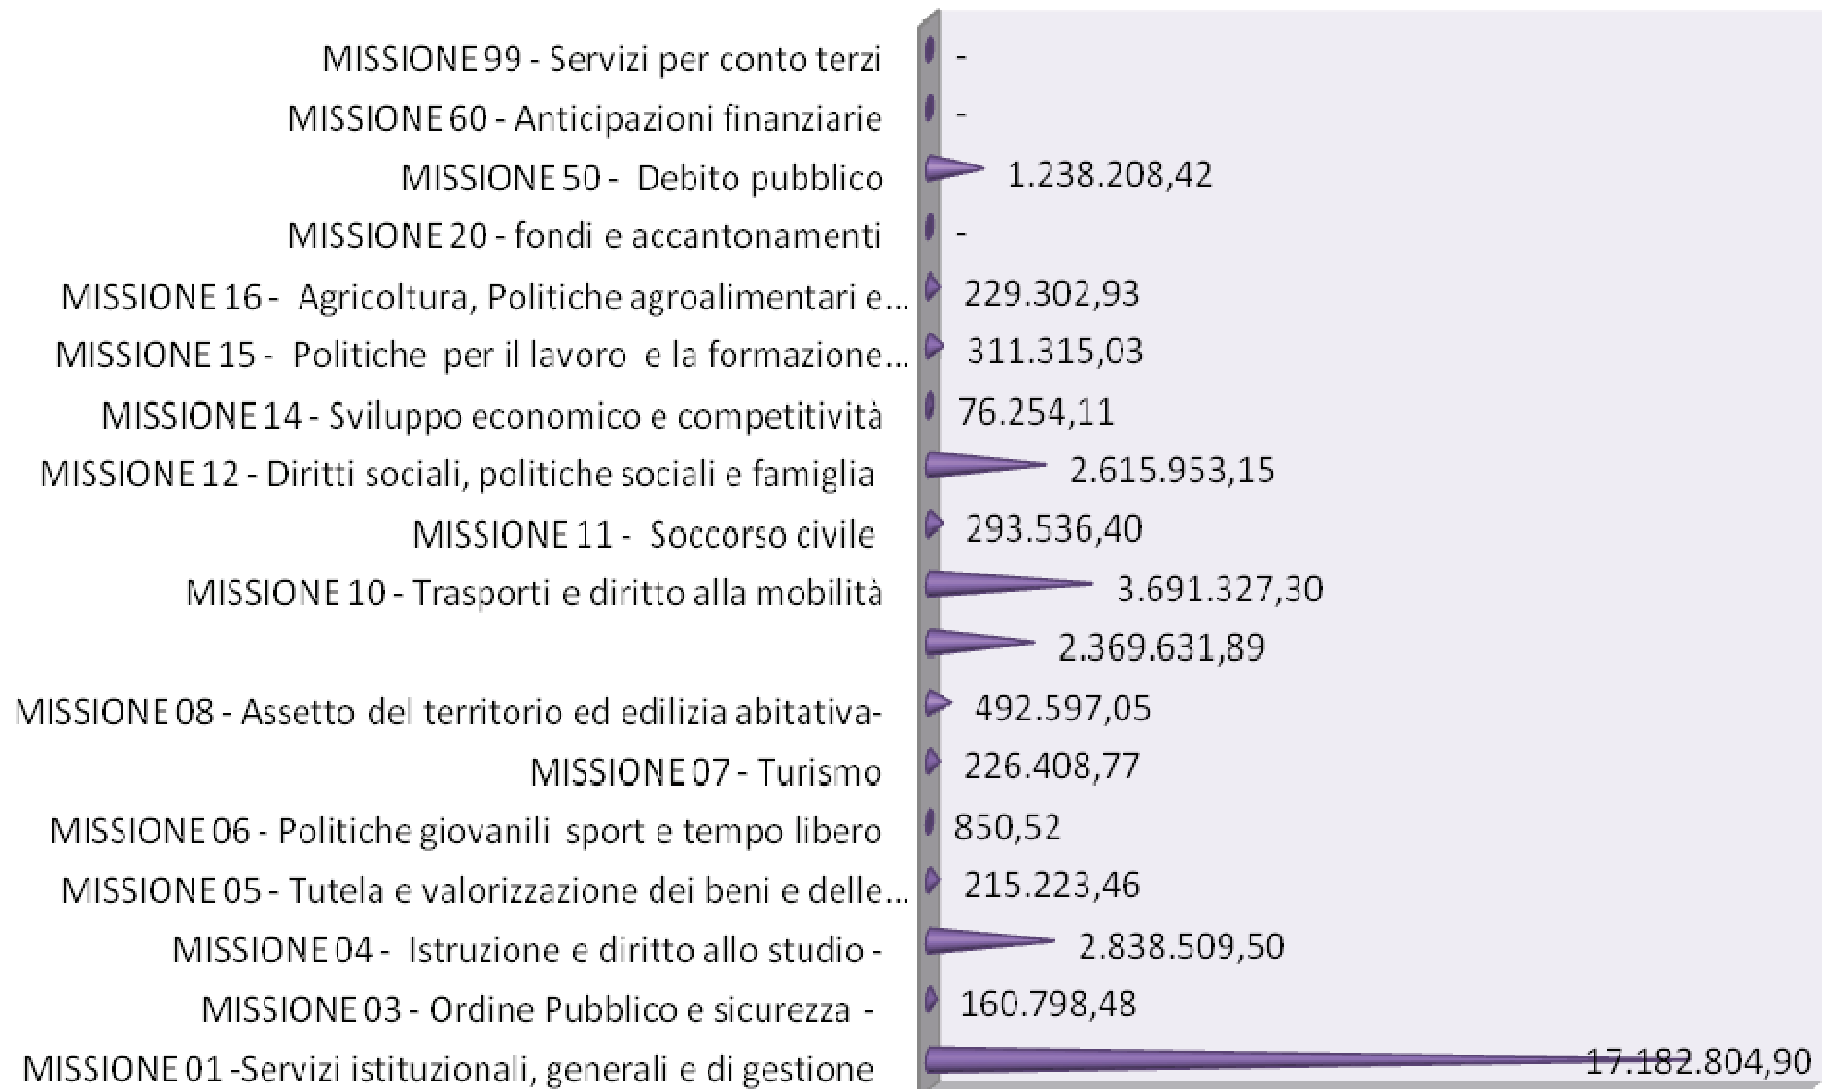 MISSIONE 99 - Servizi per conto terzi -
MISSIONE 60 - Anticipazioni finanziarie -
MISSIONE 50 - Debito pubblico 1.238.208,42
MISSIONE 20 - fondi e accantonamenti -
MISSIONE 16 - Agricoltura, Politiche agroalimentari e... 229.302,93
MISSIONE 15 - Politiche per il lavoro e la formazione... 311.315,03
MISSIONE 14 - Sviluppo economico e competitività 76.254,11
MISSIONE 12 - Diritti sociali, politiche sociali e famiglia 2.615.953,15
MISSIONE 11 - Soccorso civile 293.536,40
MISSIONE 10 - Trasporti e diritto alla mobilità 3.691.327,30
2.369.631,89
MISSIONE 08 - Assetto del territorio ed edilizia abitativa- 492.597,05
MISSIONE 07 - Turismo 226.408,77
MISSIONE 06 - Politiche giovanili sport e tempo libero 850,52
MISSIONE 05 - Tutela e valorizzazione dei beni e delle... 215.223,46
MISSIONE 04 - Istruzione e diritto allo studio - 2.838.509,50
MISSIONE 03 - Ordine Pubblico e sicurezza - 160.798,48
MISSIONE 01 -Servizi istituzionali, generali e di gestione 17.182.804,90